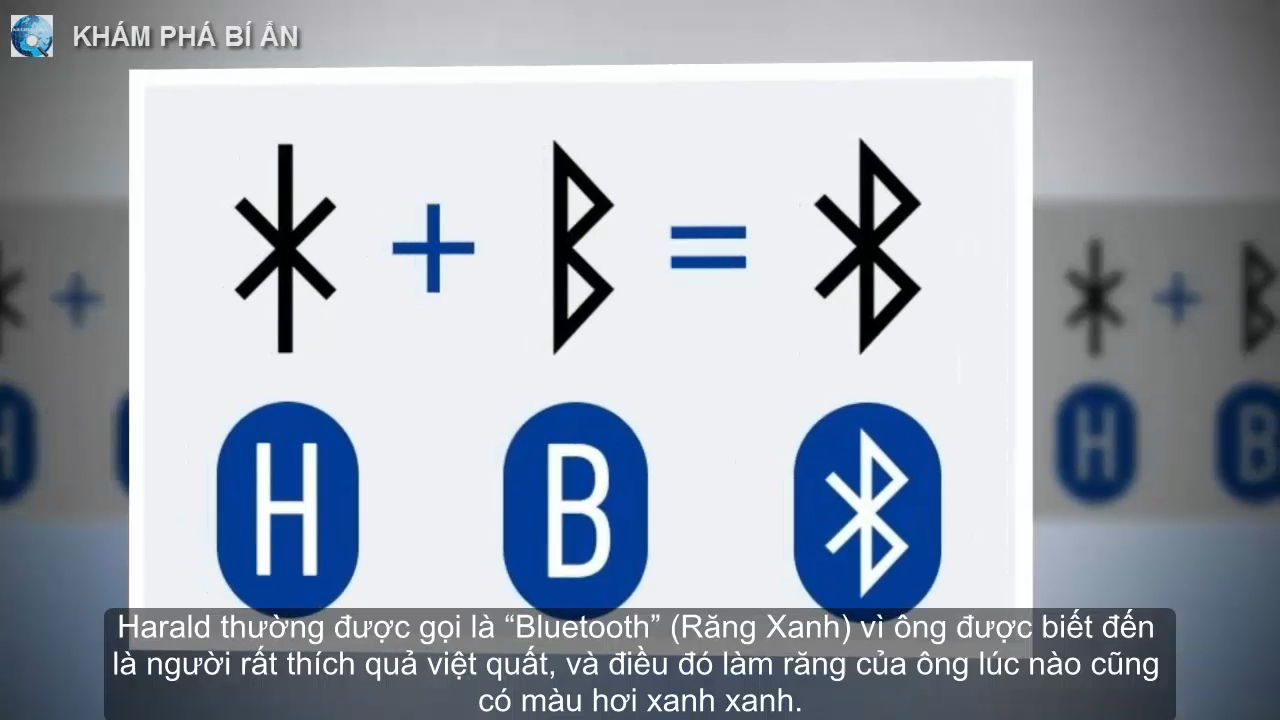 KHÁM PHÁ BÍ ẨN
+ =
H B
Harald thường được gọi là “Bluetooth” (Răng Xanh) vì ông được biết đến
là người rất thích quả việt quất, và điều đó làm răng của ông lúc nào cũng
có màu hơi xanh xanh.